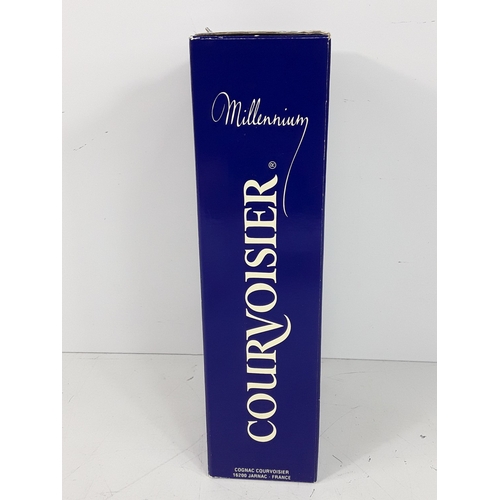 Millennium
COURVOISIER®
COGNAC COURVOISIER
16200 JARNAC - FRANCE